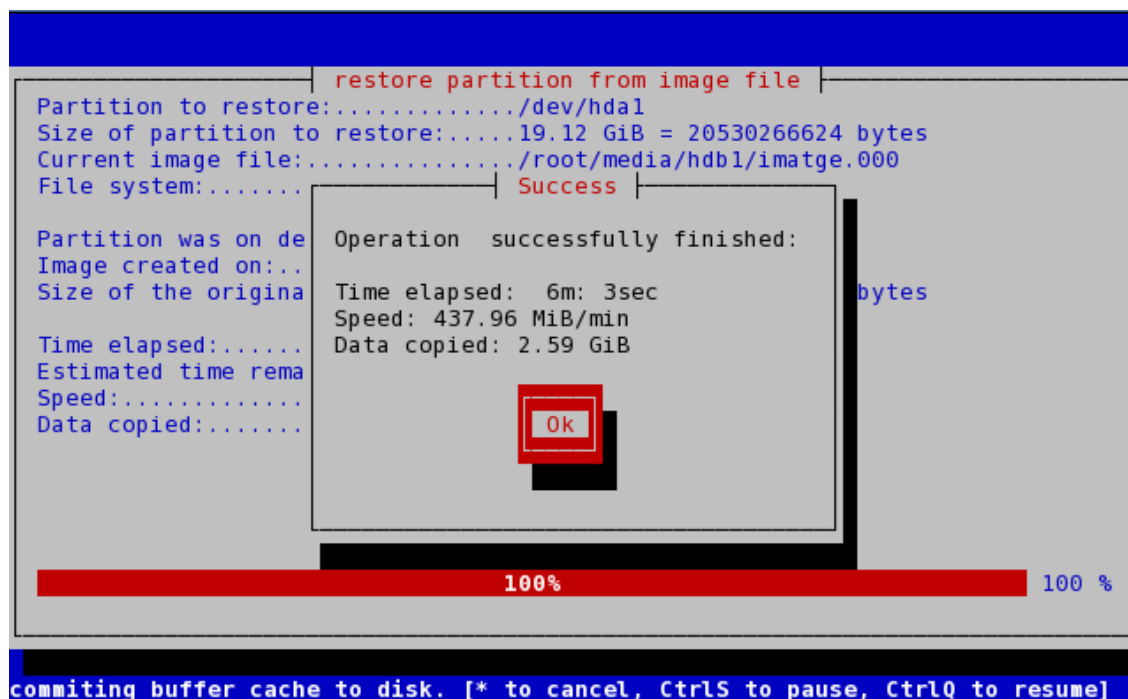 restore partition from image file
Partition to restore:............./dev/hda1
Size of partition to restore:.....19.12 GiB = 20530266624 bytes
Current image file:.............../root/media/hdb1/imatge.000
File system:.......
Partition was on de
Image created on:..
Size of the origina bytes
Time elapsed:......
Estimated time rema
Speed:.............
Data copied:.......
Success
Operation  successfully finished:
Time elapsed:  6m: 3sec
Speed: 437.96 MiB/min
Data copied: 2.59 GiB
Ok
100% 100 %
commiting buffer cache to disk. [* to cancel, CtrlS to pause, CtrlQ to resume]